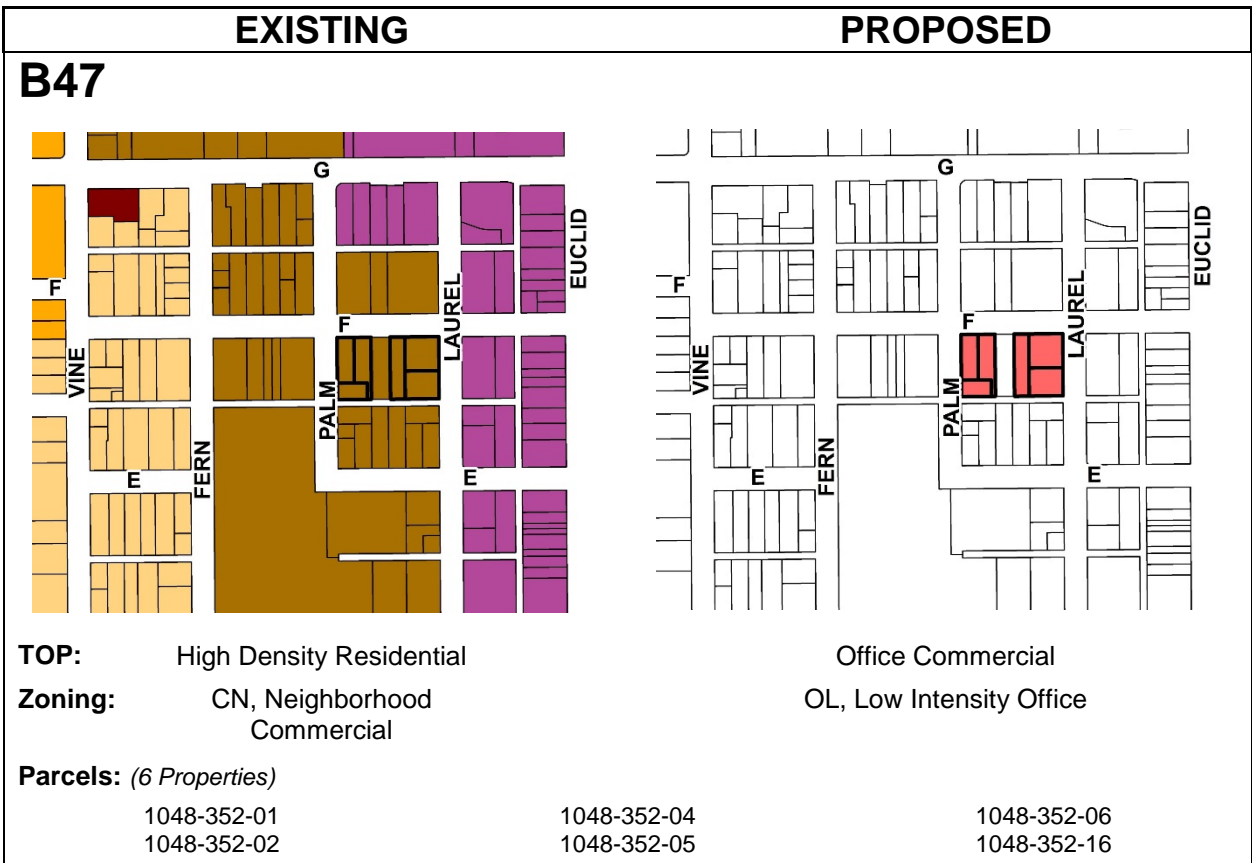 EXISTING
PROPOSED
B47
G
F
VINE
FERN
E
F
PALM
LAUREL
E
EUCLID
G
F
VINE
FERN
E
F
PALM
LAUREL
E
EUCLID
TOP: High Density Residential
Office Commercial
Zoning: CN, Neighborhood
Commercial
OL, Low Intensity Office
Parcels: (6 Properties)
1048-352-01 1048-352-04 1048-352-06
1048-352-02 1048-352-05 1048-352-16